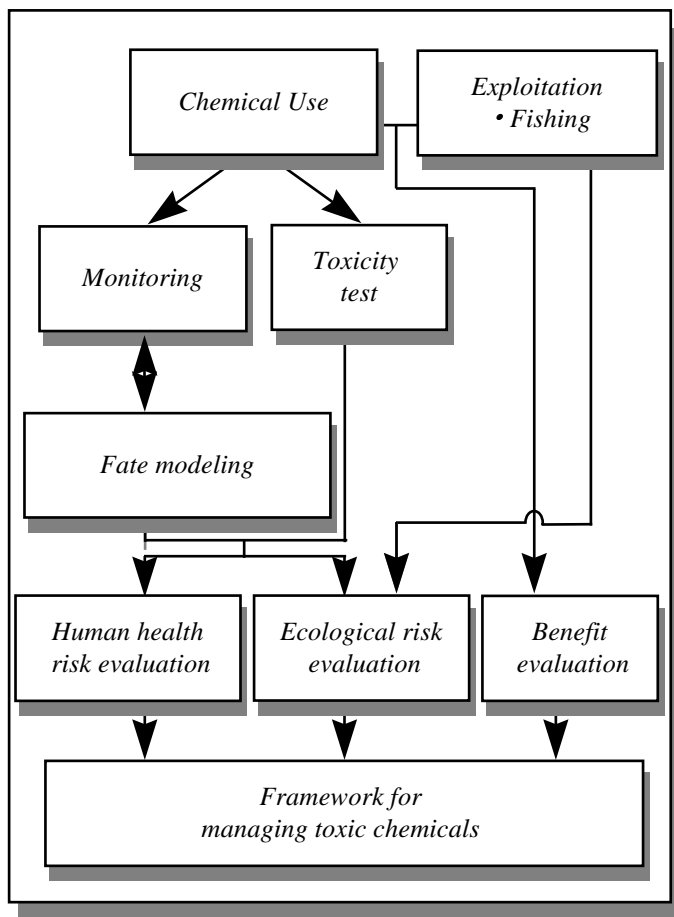 Chemical Use
Exploitation
• Fishing
Monitoring
Toxicity
test
Fate modeling
Human health
risk evaluation
Ecological risk
evaluation
Benefit
evaluation
Framework for
managing toxic chemicals